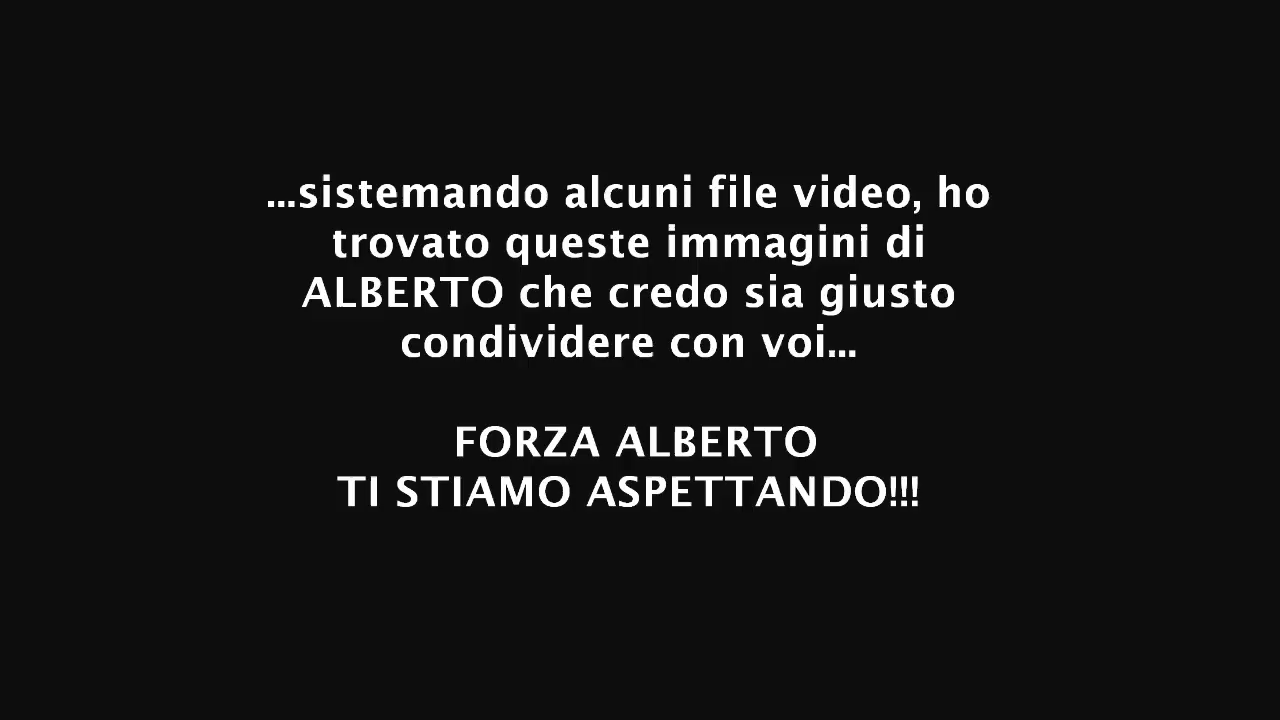 ...sistemando alcuni file video, ho
trovato queste immagini di
ALBERTO che credo sia giusto
condividere con voi...
FORZA ALBERTO
TI STIAMO ASPETTANDO!!!